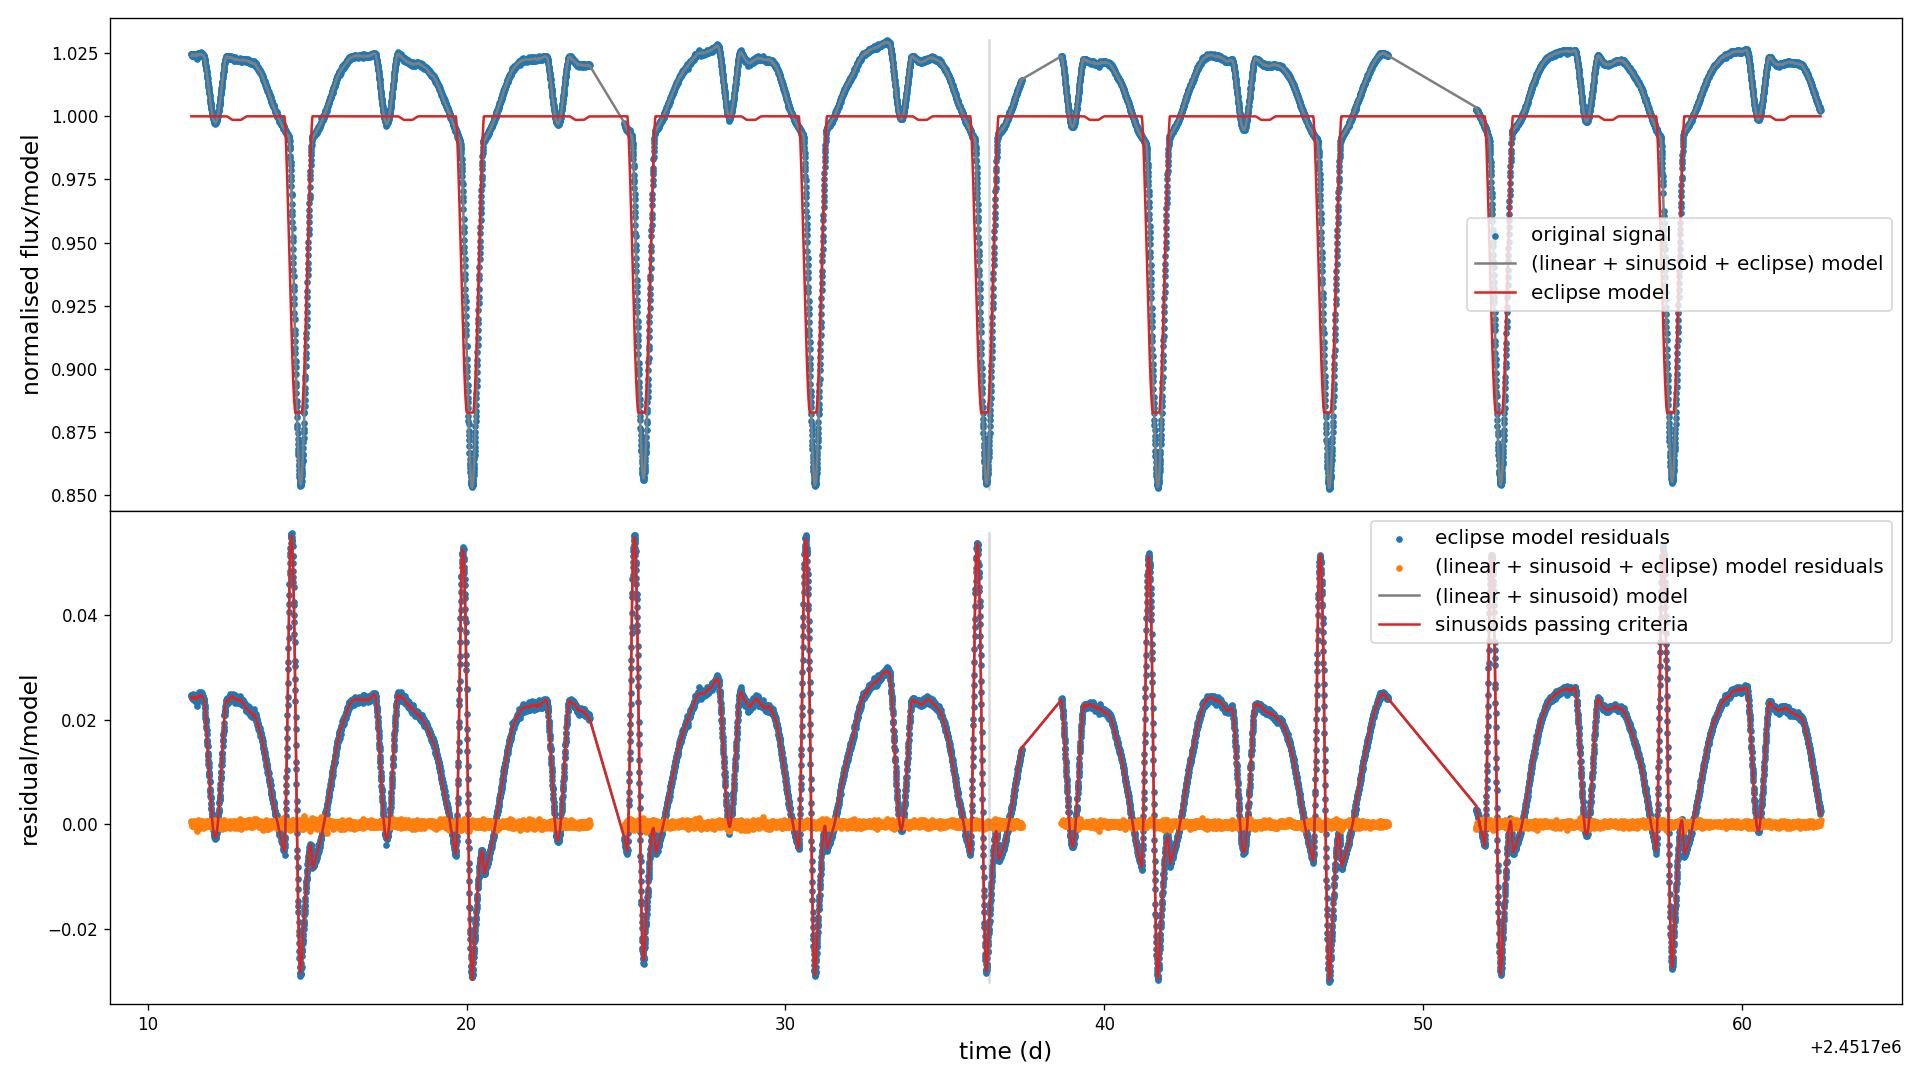 1.025
1.000
0.975
0.950
0.925
0.900
0.875
0.850
normalised flux/model
original signal
(linear + sinusoid + eclipse) model
eclipse model
0.04
0.02
0.00
−0.02
residual/model
eclipse model residuals
(linear + sinusoid + eclipse) model residuals
(linear + sinusoid) model
sinusoids passing criteria
10 20 30 40 50 60
time (d)
+2.4517e6